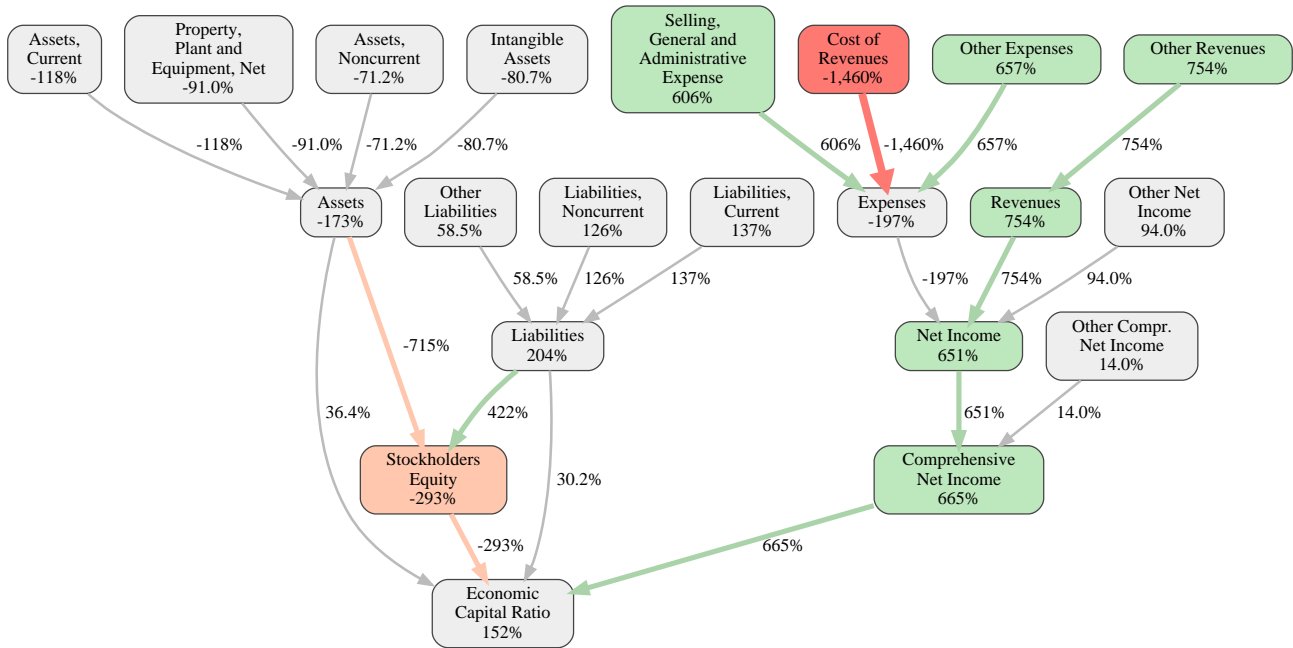 Assets,
Current
-118%
Property,
Plant and
Equipment, Net
-91.0%
Assets,
Noncurrent
-71.2%
Intangible
Assets
-80.7%
Selling,
General and
Administrative
Expense
606%
Cost of
Revenues
-1,460%
Other Expenses
657%
Other Revenues
754%
-118%
-91.0%
-71.2%
-80.7%
606%
-1,460%
657%
754%
Assets
-173%
Other
Liabilities
58.5%
Liabilities,
Noncurrent
126%
Liabilities,
Current
137%
Expenses
-197%
Revenues
754%
Other Net
Income
94.0%
58.5%
126%
137%
-197%
754%
94.0%
Liabilities
204%
Net Income
651%
Other Compr.
Net Income
14.0%
-715%
36.4%
422%
30.2%
651%
14.0%
Stockholders
Equity
-293%
Comprehensive
Net Income
665%
-293%
665%
Economic
Capital Ratio
152%